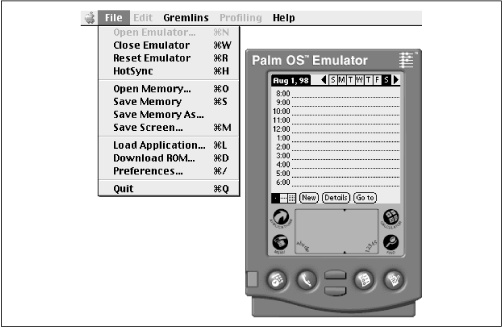 File Edit Gremlins Profiling Help
Open Emulator... ⌘N
Close Emulator ⌘W
Reset Emulator ⌘R
HotSync ⌘H
Open Memory... ⌘O
Save Memory ⌘S
Save Memory As...
Save Screen... ⌘M
Load Application... ⌘L
Download ROM... ⌘D
Preferences... ⌘/
Quit ⌘Q
Palm OS™ Emulator
Aug 1, 98 S M T W T F S
8:00
9:00
10:00
11:00
12:00
1:00
2:00
3:00
4:00
5:00
6:00
New Details Go to